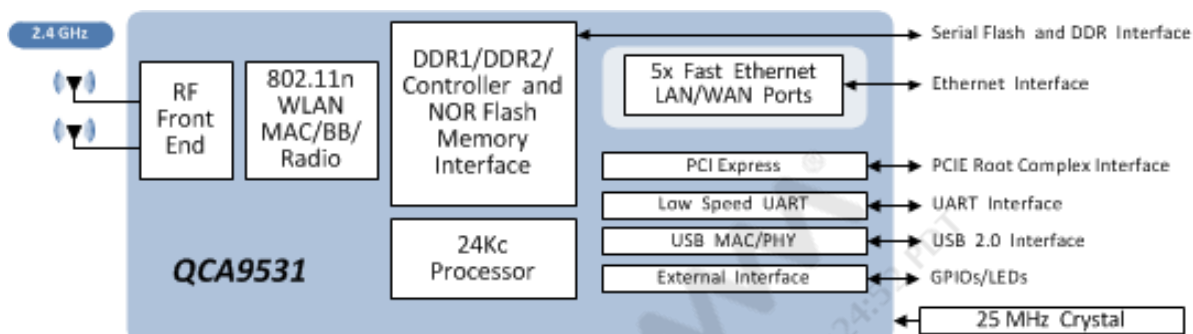 2.4 GHz
RF
Front
End
802.11n
WLAN
MAC/BB/
Radio
DDR1/DDR2/
Controller and
NOR Flash
Memory
Interface
24Kc
Processor
QCA9531
5x Fast Ethernet
LAN/WAN Ports
PCI Express
Low Speed UART
USB MAC/PHY
External Interface
Serial Flash and DDR Interface
Ethernet Interface
PCIE Root Complex Interface
UART Interface
USB 2.0 Interface
GPIOs/LEDs
25 MHz Crystal
PDT